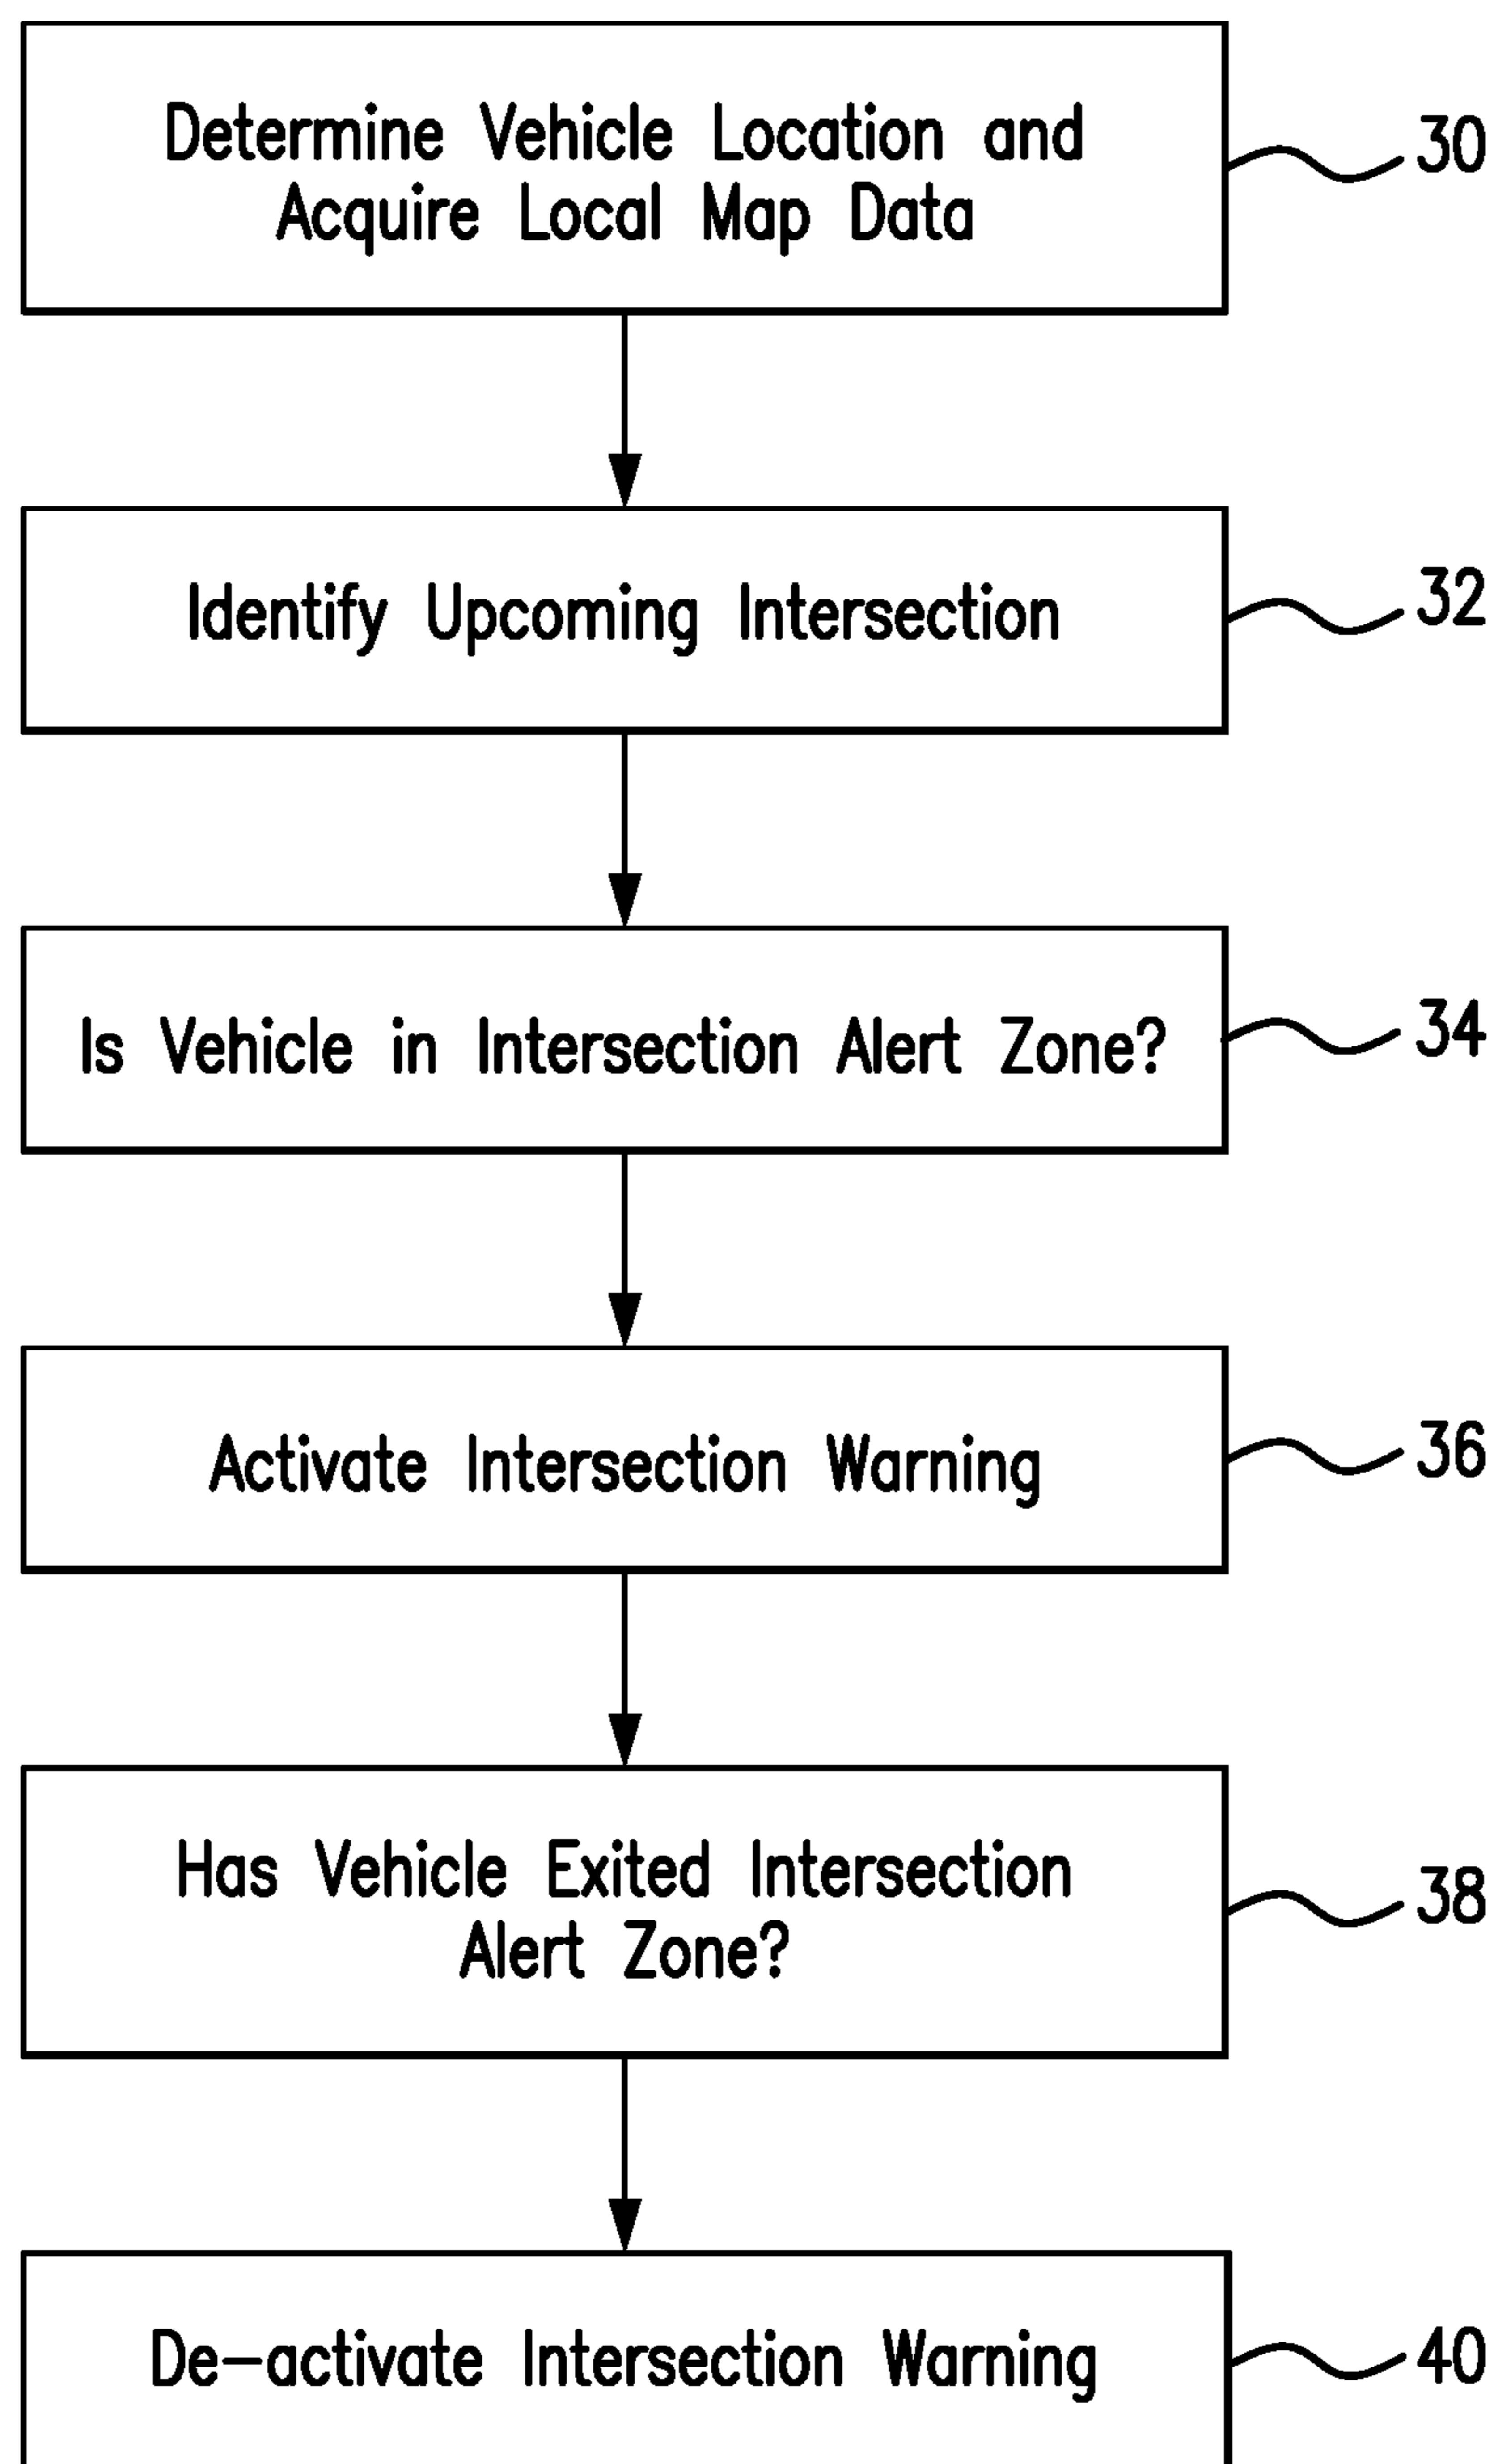 Determine Vehicle Location and
Acquire Local Map Data
30
Identify Upcoming Intersection
32
Is Vehicle in Intersection Alert Zone?
34
Activate Intersection Warning
36
Has Vehicle Exited Intersection
Alert Zone?
38
De-activate Intersection Warning
40